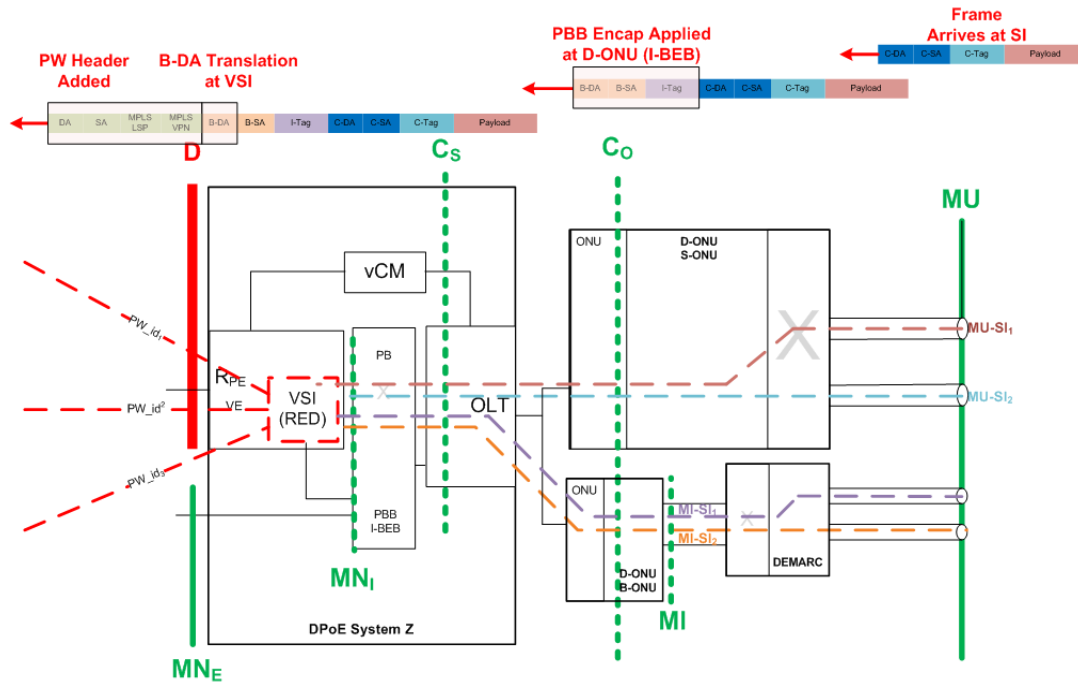 Frame
Arrives at SI
PBB Encap Applied
at D-ONU (I-BEB)
PW Header
Added
B-DA Translation
at VSI
C-DA C-SA C-Tag Payload
B-DA B-SA I-Tag C-DA C-SA C-Tag Payload
DA SA MPLS LSP MPLS VPN B-DA B-SA I-Tag C-DA C-SA C-Tag Payload
D
CS
CO
MU
ONU
D-ONU
S-ONU
vCM
X
PW_id1
PB
MU-SI1
RPE
X
VSI
(RED)
OLT
MU-SI2
PW_id2
VE
PW_id3
ONU
MI-SI1
X
MI-SI2
PBB
I-BEB
DEMARC
D-ONU
B-ONU
MNI
MI
DPoE System Z
MNE